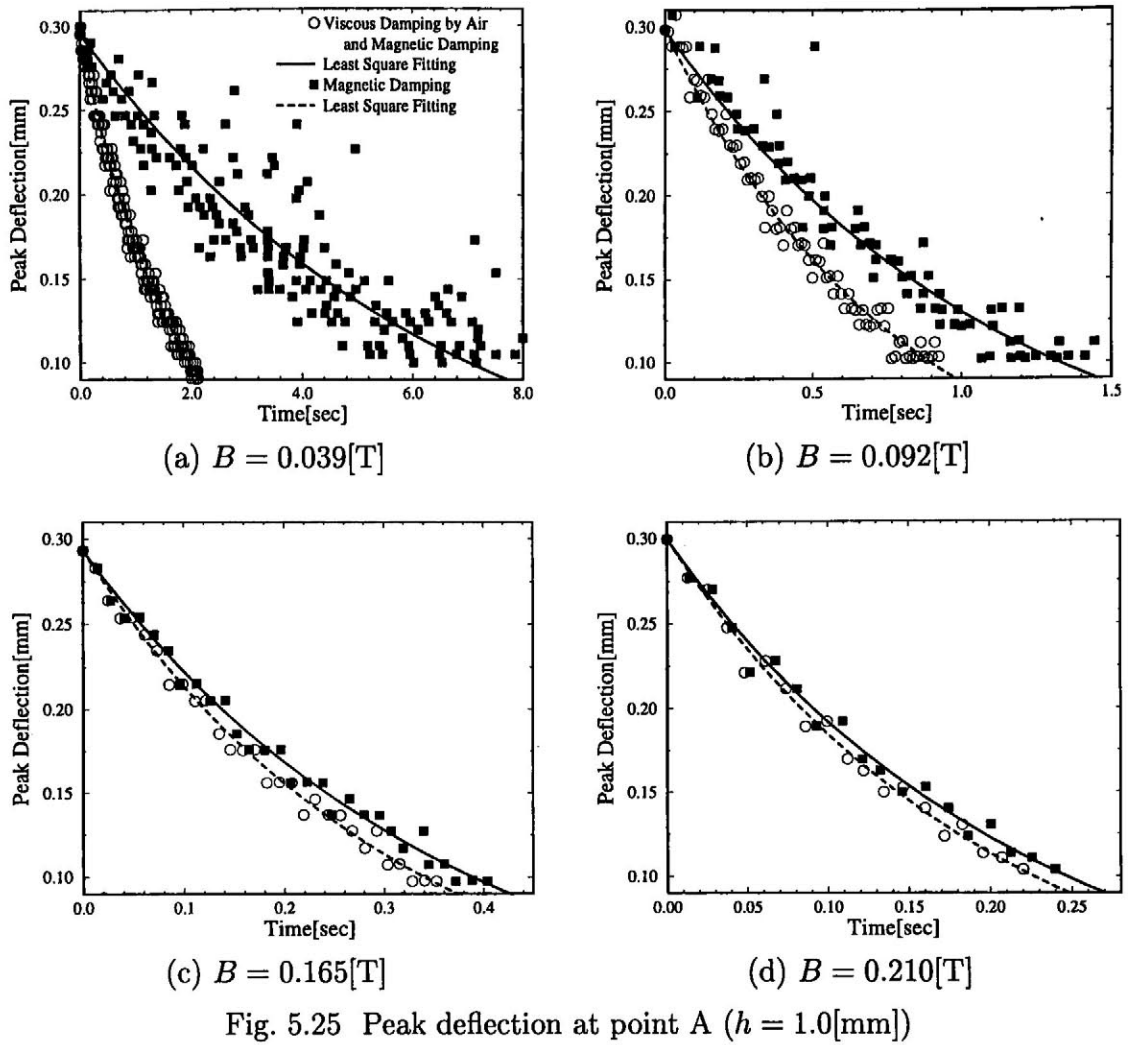 0.30
0.25
0.20
0.15
0.10
Peak Deflection[mm]
Viscous Damping by Air
and Magnetic Damping
Least Square Fitting
Magnetic Damping
Least Square Fitting
0.0 2.0 4.0 6.0 8.0
Time[sec]
(a) B = 0.039[T]
0.30
0.25
0.20
0.15
0.10
Peak Deflection[mm]
0.0 0.5 1.0 1.5
Time[sec]
(b) B = 0.092[T]
0.30
0.25
0.20
0.15
0.10
Peak Deflection[mm]
0.0 0.1 0.2 0.3 0.4
Time[sec]
(c) B = 0.165[T]
0.30
0.25
0.20
0.15
0.10
Peak Deflection[mm]
0.00 0.05 0.10 0.15 0.20 0.25
Time[sec]
(d) B = 0.210[T]
Fig. 5.25 Peak deflection at point A (h = 1.0[mm])